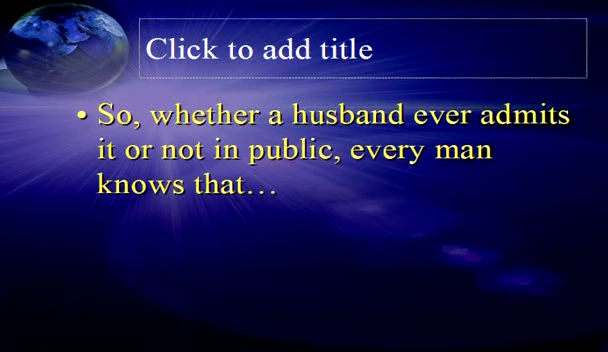 Click to add title
• So, whether a husband ever admits
it or not in public, every man
knows that…